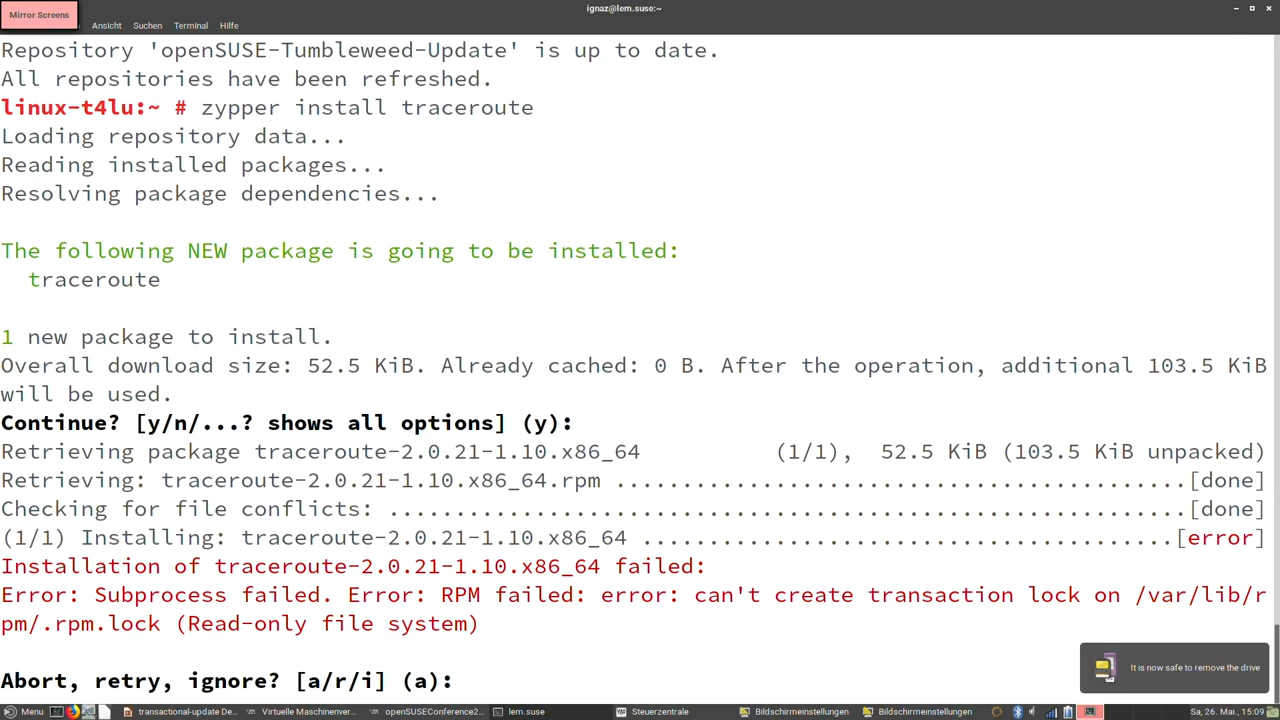 ignaz@lem.suse:~
Mirror Screens
Ansicht Suchen Terminal Hilfe
Repository 'openSUSE-Tumbleweed-Update' is up to date.
All repositories have been refreshed.
linux-t4lu:~ # zypper install traceroute
Loading repository data...
Reading installed packages...
Resolving package dependencies...
The following NEW package is going to be installed:
traceroute
1 new package to install.
Overall download size: 52.5 KiB. Already cached: 0 B. After the operation, additional 103.5 KiB
will be used.
Continue? [y/n/...? shows all options] (y):
Retrieving package traceroute-2.0.21-1.10.x86_64 (1/1), 52.5 KiB (103.5 KiB unpacked)
Retrieving: traceroute-2.0.21-1.10.x86_64.rpm ...........................................[done]
Checking for file conflicts: ............................................................[done]
(1/1) Installing: traceroute-2.0.21-1.10.x86_64 ........................................[error]
Installation of traceroute-2.0.21-1.10.x86_64 failed:
Error: Subprocess failed. Error: RPM failed: error: can't create transaction lock on /var/lib/r
pm/.rpm.lock (Read-only file system)
It is now safe to remove the drive
Abort, retry, ignore? [a/r/i] (a):
Menu transactional-update De... Virtuelle Maschinenver... openSUSEConference2... lem.suse Steuerzentrale Bildschirmeinstellungen Bildschirmeinstellungen Sa, 26. Mai, 15:09